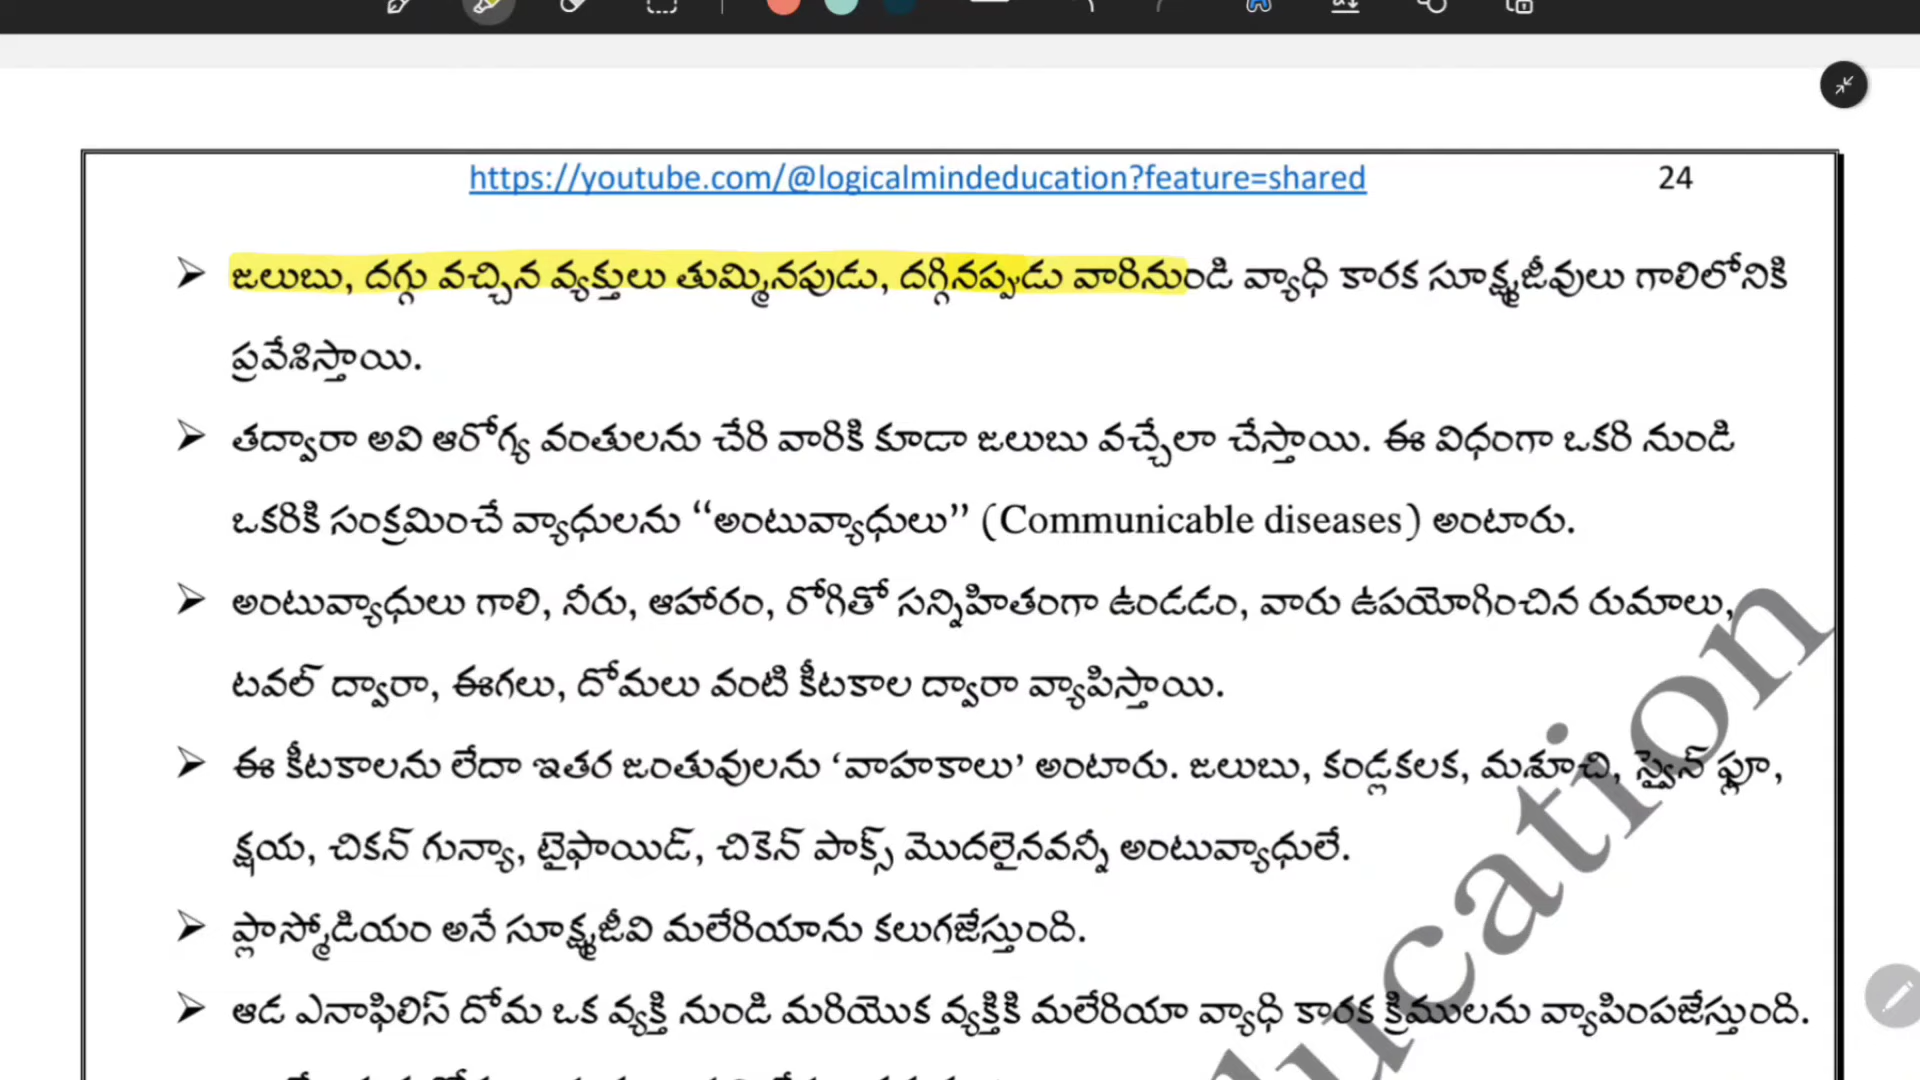 https://youtube.com/@logicalmindeducation?feature=shared 24
➢ జలుబు, దగ్గు వచ్చిన వ్యక్తులు తుమ్మినపుడు, దగ్గినప్పుడు వారినుండి వ్యాధి కారక సూక్ష్మజీవులు గాలిలోనికి
ప్రవేశిస్తాయి.
➢ తద్వారా అవి ఆరోగ్య వంతులను చేరి వారికి కూడా జలుబు వచ్చేలా చేస్తాయి. ఈ విధంగా ఒకరి నుండి
ఒకరికి సంక్రమించే వ్యాధులను “అంటువ్యాధులు” (Communicable diseases) అంటారు.
➢ అంటువ్యాధులు గాలి, నీరు, ఆహారం, రోగితో సన్నిహితంగా ఉండడం, వారు ఉపయోగించిన రుమాలు,
టవల్ ద్వారా, ఈగలు, దోమలు వంటి కీటకాల ద్వారా వ్యాపిస్తాయి.
➢ ఈ కీటకాలను లేదా ఇతర జంతువులను ‘వాహకాలు’ అంటారు. జలుబు, కండ్లకలక, మశూచి, స్వైన్ ఫ్లూ,
క్షయ, చికన్ గున్యా, టైఫాయిడ్, చికెన్ పాక్స్ మొదలైనవన్నీ అంటువ్యాధులే.
➢ ప్లాస్మోడియం అనే సూక్ష్మజీవి మలేరియాను కలుగజేస్తుంది.
➢ ఆడ ఎనాఫిలిస్ దోమ ఒక వ్యక్తి నుండి మరియొక వ్యక్తికి మలేరియా వ్యాధి కారక క్రిములను వ్యాపింపజేస్తుంది.
ducation